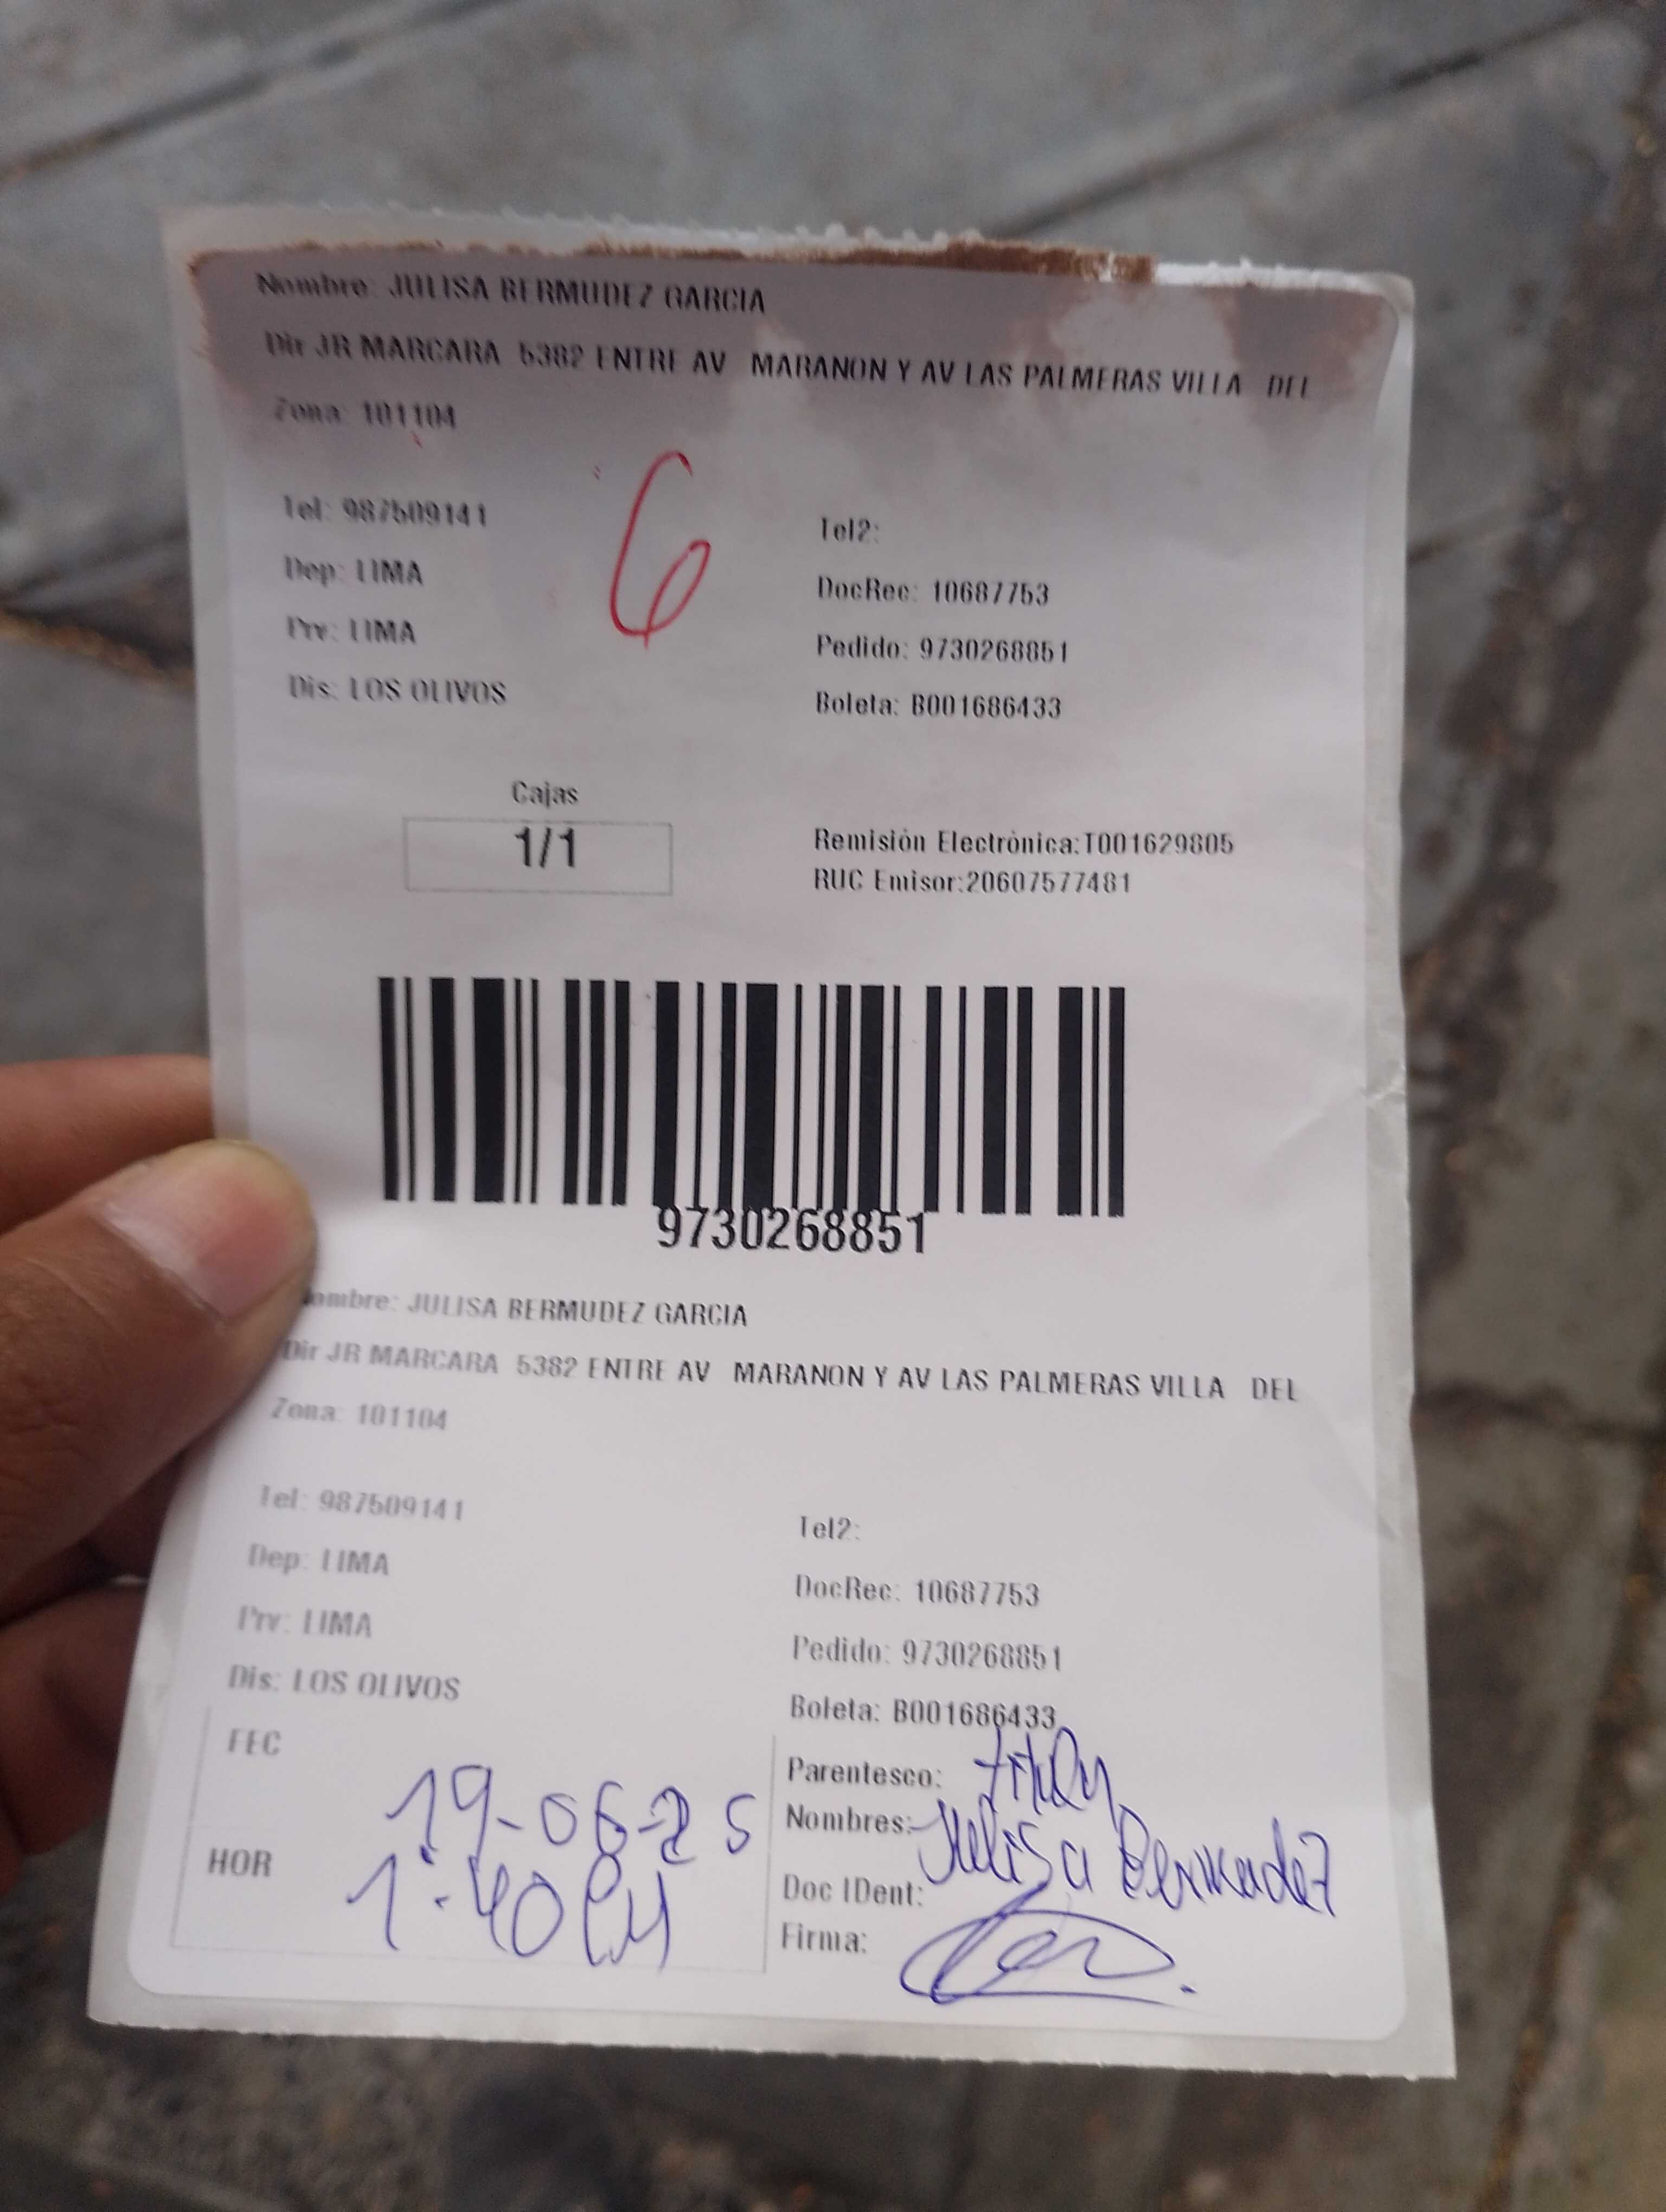 Nombre: JULISA BERMUDEZ GARCIA
Dir JR MARCARA 5382 ENTRE AV MARANON Y AV LAS PALMERAS VILLA DEL
Zona: 101104
6
Tel: 987509141
Tel2:
Dep: LIMA
DocRec: 10687753
Prv: LIMA
Pedido: 9730268851
Dis: LOS OLIVOS
Boleta: B001686433
Cajas
1/1
Remisión Electrónica:T001629805
RUC Emisor:20607577481
9730268851
ombre: JULISA BERMUDEZ GARCIA
Dir JR MARCARA 5382 ENTRE AV MARANON Y AV LAS PALMERAS VILLA DEL
Zona: 101104
Tel: 987509141
Tel2:
Dep: LIMA
DocRec: 10687753
Prv: LIMA
Pedido: 9730268851
Dis: LOS OLIVOS
Boleta: B001686433
FEC 19-06-25
Parentesco:
Nombres: Julisa Bermudez
HOR 1:40 PM
Doc IDent:
Firma: